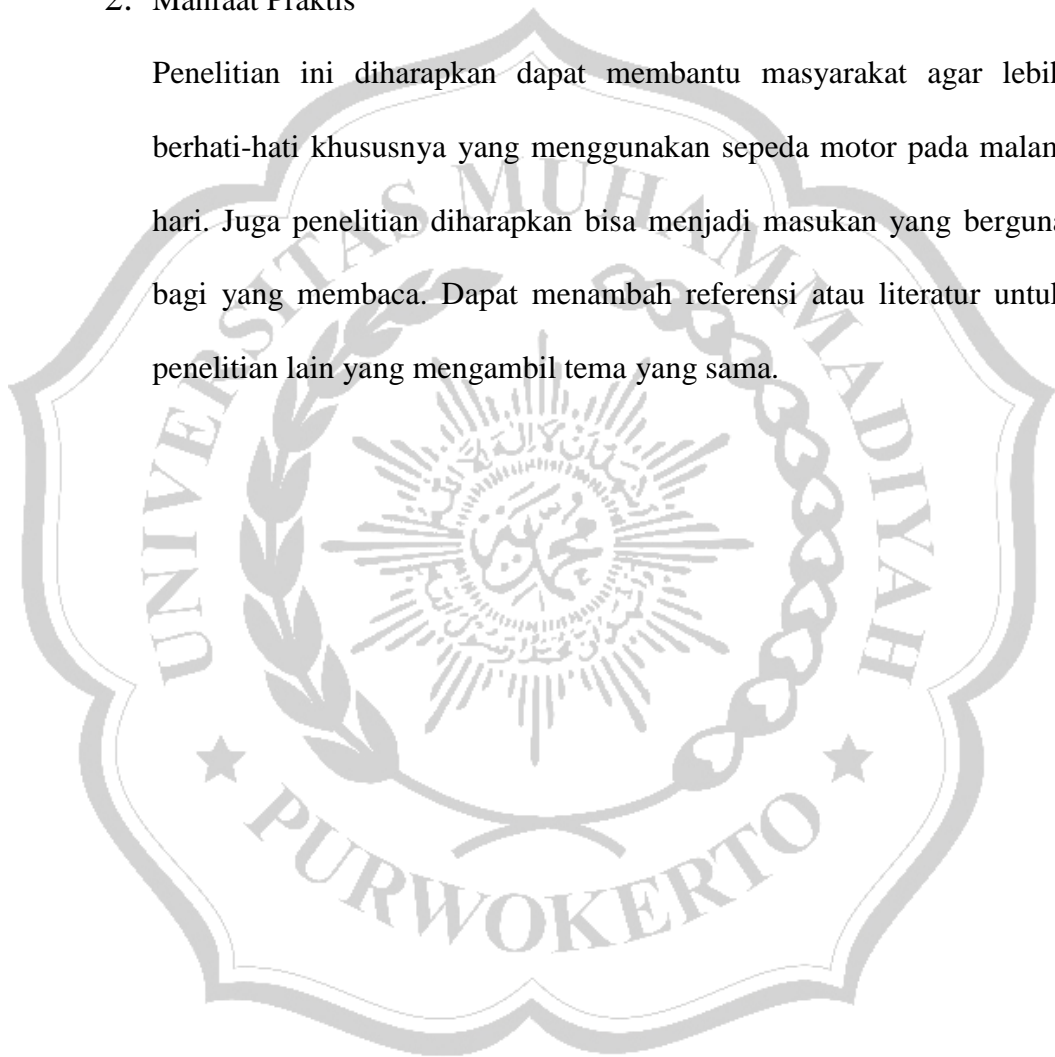 2. Manfaat Praktis
Penelitian ini diharapkan dapat membantu masyarakat agar lebih
berhati-hati khususnya yang menggunakan sepeda motor pada malam
hari. Juga penelitian diharapkan bisa menjadi masukan yang berguna
bagi yang membaca. Dapat menambah referensi atau literatur untuk
penelitian lain yang mengambil tema yang sama.
UNIVERSITAS MUHAMMADIYAH
PURWOKERTO